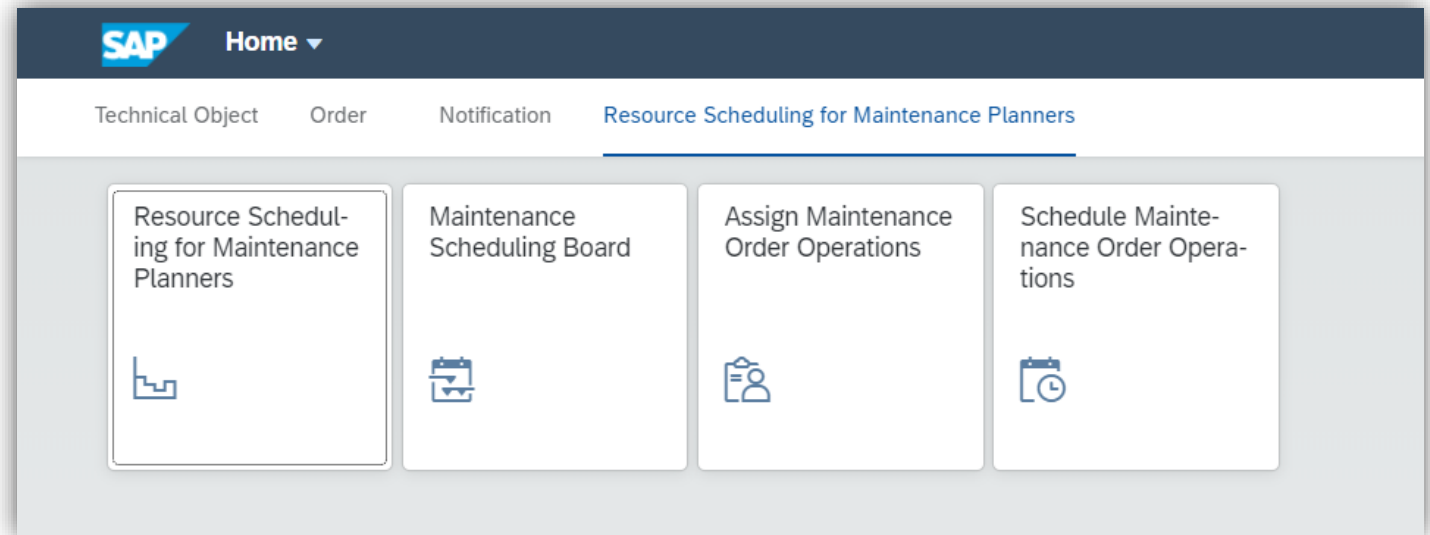 SAP Home
Technical Object Order Notification Resource Scheduling for Maintenance Planners
Resource Schedul-
ing for Maintenance
Planners
Maintenance
Scheduling Board
Assign Maintenance
Order Operations
Schedule Mainte-
nance Order Opera-
tions